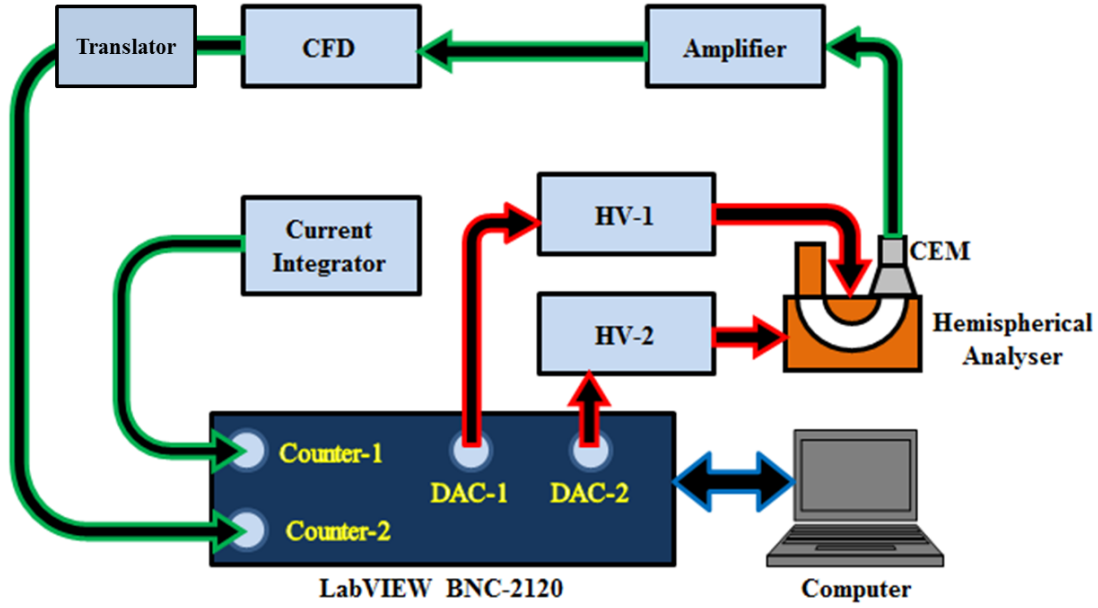 Translator
CFD
Amplifier
Current
Integrator
HV-1
CEM
HV-2
Hemispherical
Analyser
Counter-1
DAC-1
DAC-2
Counter-2
LabVIEW BNC-2120
Computer